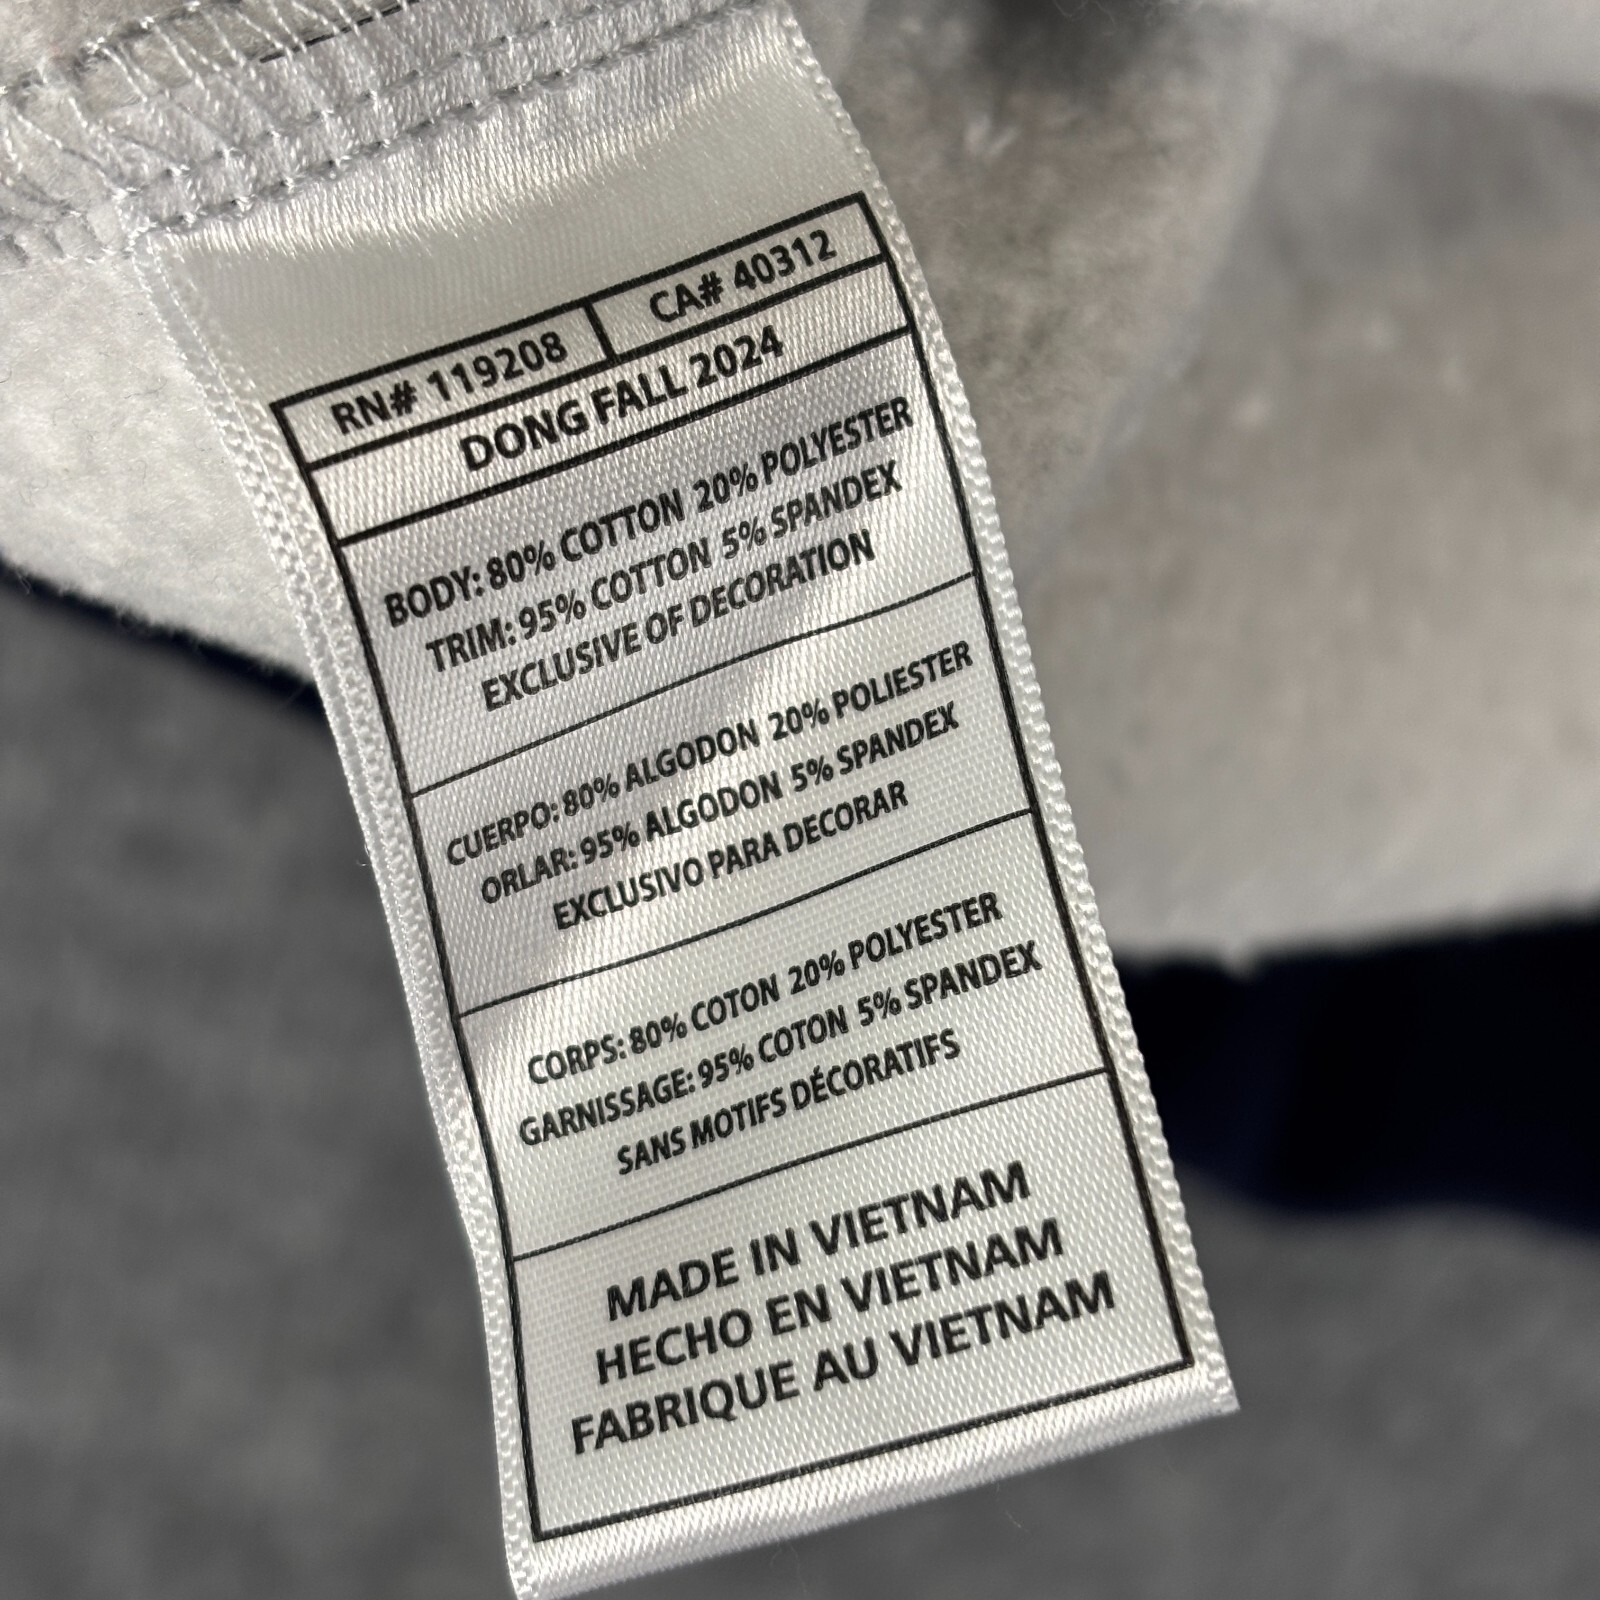 RN# 119208 CA# 40312
DONG FALL 2024
BODY: 80% COTTON 20% POLYESTER
TRIM: 95% COTTON 5% SPANDEX
EXCLUSIVE OF DECORATION
CUERPO: 80% ALGODON 20% POLIESTER
ORLAR: 95% ALGODON 5% SPANDEX
EXCLUSIVO PARA DECORAR
CORPS: 80% COTON 20% POLYESTER
GARNISSAGE: 95% COTON 5% SPANDEX
SANS MOTIFS DÉCORATIFS
MADE IN VIETNAM
HECHO EN VIETNAM
FABRIQUE AU VIETNAM